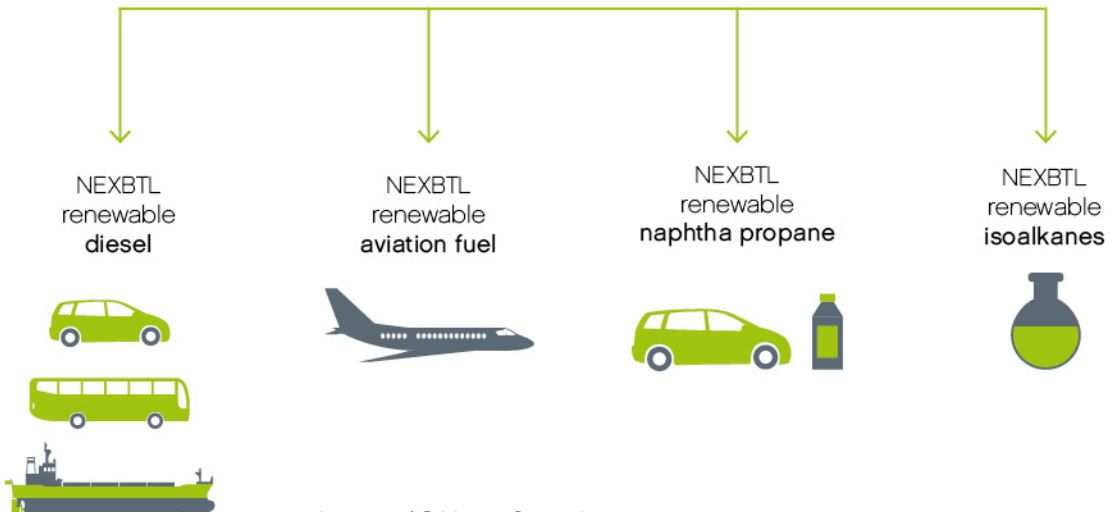 NEXBTL
renewable
diesel
NEXBTL
renewable
aviation fuel
NEXBTL
renewable
naphtha propane
NEXBTL
renewable
isoalkanes